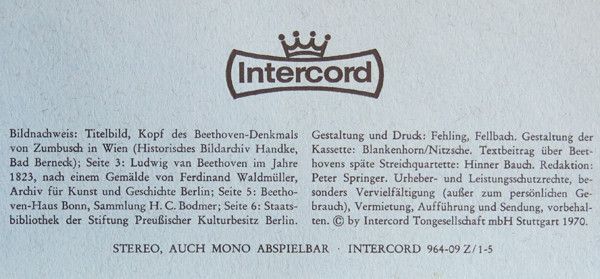 Intercord
Bildnachweis: Titelbild, Kopf des Beethoven-Denkmals
von Zumbusch in Wien (Historisches Bildarchiv Handke,
Bad Berneck); Seite 3: Ludwig van Beethoven im Jahre
1823, nach einem Gemälde von Ferdinand Waldmüller,
Archiv für Kunst und Geschichte Berlin; Seite 5: Beetho-
ven-Haus Bonn, Sammlung H. C. Bodmer; Seite 6: Staats-
bibliothek der Stiftung Preußischer Kulturbesitz Berlin.
Gestaltung und Druck: Fehling, Fellbach. Gestaltung der
Kassette: Blankenhorn/Nitzsche. Textbeitrag über Beet-
hovens späte Streichquartette: Hinner Bauch. Redaktion:
Peter Springer. Urheber- und Leistungsschutzrechte, be-
sonders Vervielfältigung (außer zum persönlichen Ge-
brauch), Vermietung, Aufführung und Sendung, vorbehal-
ten. © by Intercord Tongesellschaft mbH Stuttgart 1970.
STEREO, AUCH MONO ABSPIELBAR · INTERCORD 964-09 Z/1-5